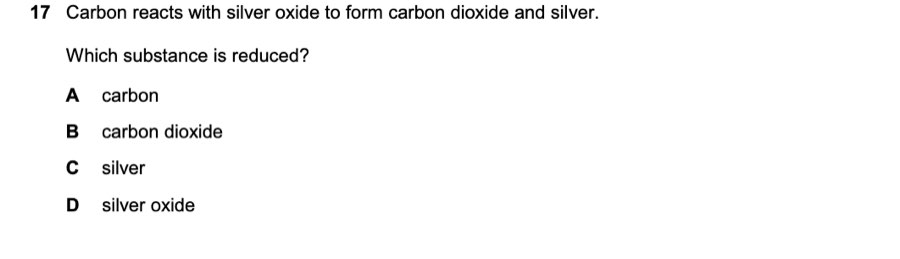 17 Carbon reacts with silver oxide to form carbon dioxide and silver.
Which substance is reduced?
A carbon
B carbon dioxide
C silver
D silver oxide